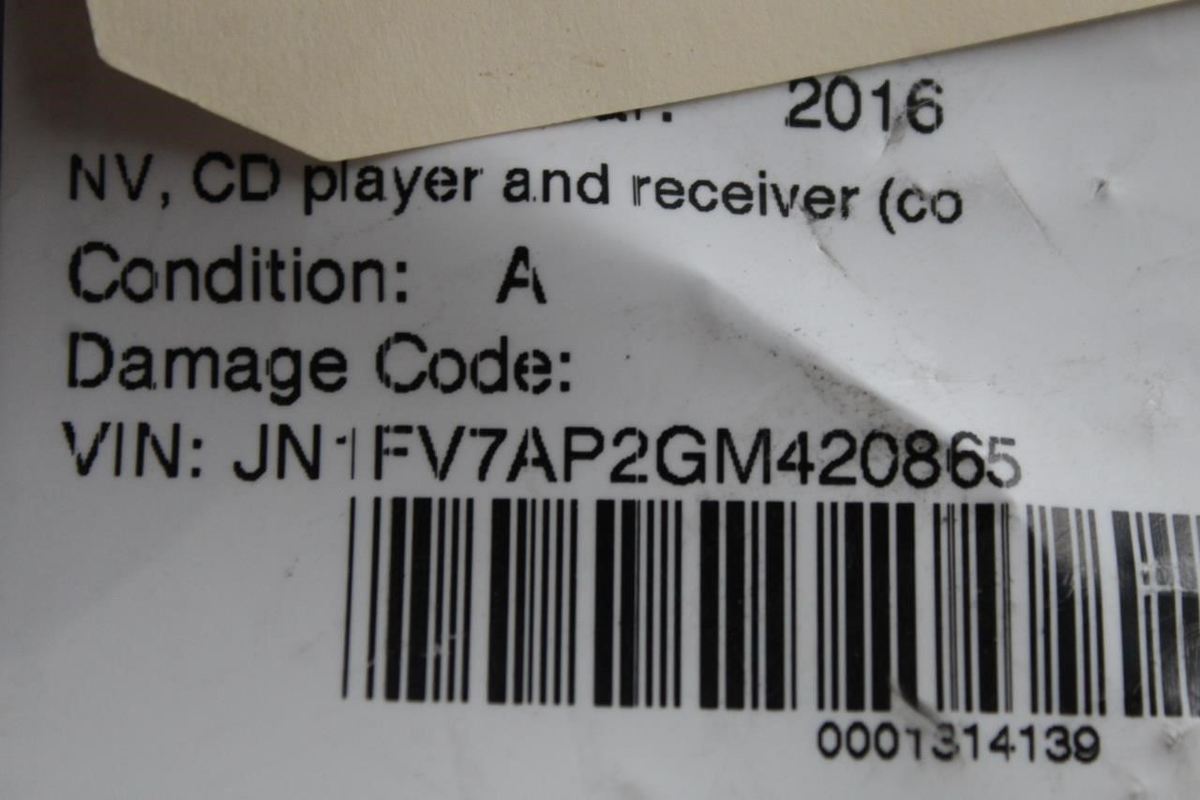 2016
NV, CD player and receiver (co
Condition: A
Damage Code:
VIN: JN1FV7AP2GM420865
0001314139